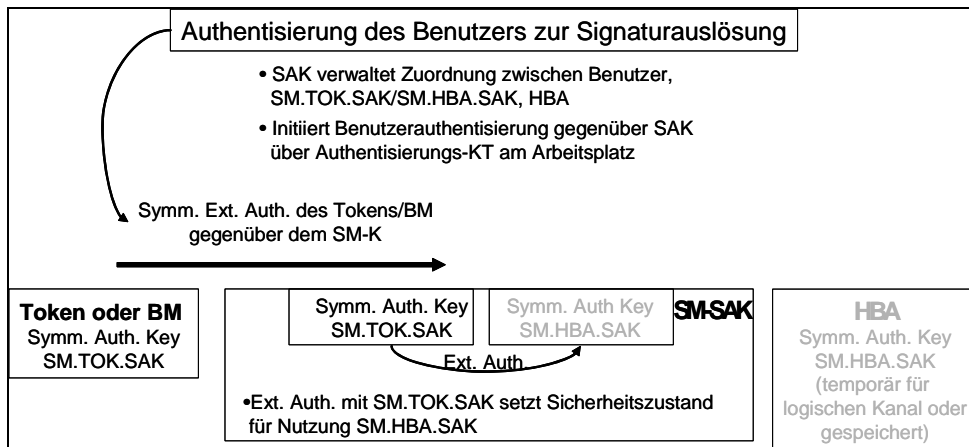 Authentisierung des Benutzers zur Signaturauslösung
• SAK verwaltet Zuordnung zwischen Benutzer,
SM.TOK.SAK/SM.HBA.SAK, HBA
• Initiiert Benutzerauthentisierung gegenüber SAK
über Authentisierungs-KT am Arbeitsplatz
Symm. Ext. Auth. des Tokens/BM
gegenüber dem SM-K
Token oder BM
Symm. Auth. Key
SM.TOK.SAK
Symm. Auth. Key
SM.TOK.SAK
Symm. Auth Key
SM.HBA.SAK
SM-SAK
Ext. Auth.
•Ext. Auth. mit SM.TOK.SAK setzt Sicherheitszustand
für Nutzung SM.HBA.SAK
HBA
Symm. Auth. Key
SM.HBA.SAK
(temporär für
logischen Kanal oder
gespeichert)